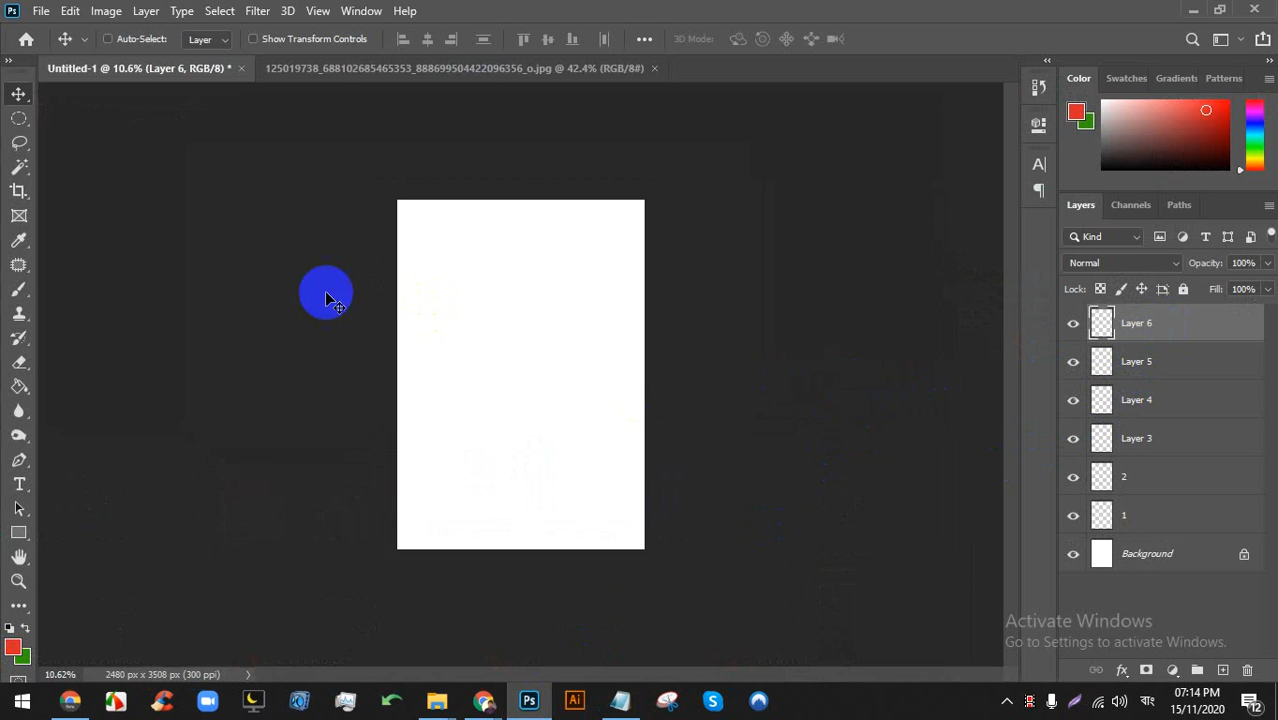 Ps File Edit Image Layer Type Select Filter 3D View Window Help
Auto-Select: Layer Show Transform Controls 3D Mode:
Untitled-1 @ 10.6% (Layer 6, RGB/8) * 125019738_688102685465353_888699504422096356_o.jpg @ 42.4% (RGB/8#)
Color Swatches Gradients Patterns
Layers Channels Paths
Kind
Normal Opacity: 100%
Lock: Fill: 100%
Layer 6
Layer 5
Layer 4
Layer 3
2
1
Background
Activate Windows
Go to Settings to activate Windows.
10.62% 2480 px x 3508 px (300 ppi)
Ps Ai বাং 07:14 PM
15/11/2020 12